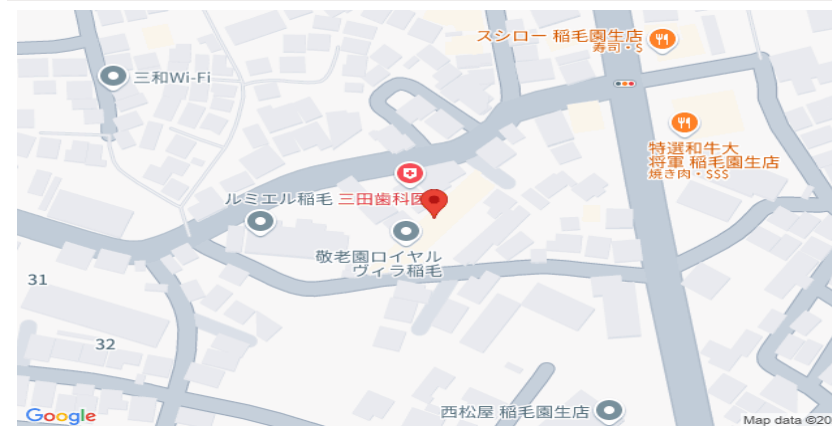 スシロー 稲毛園生店
寿司・$
三和Wi-Fi
特選和牛大
将軍 稲毛園生店
焼き肉・$$$
ルミエル稲毛
三田歯科医
敬老園ロイヤル
ヴィラ稲毛
31
32
西松屋 稲毛園生店
Google
Map data ©20